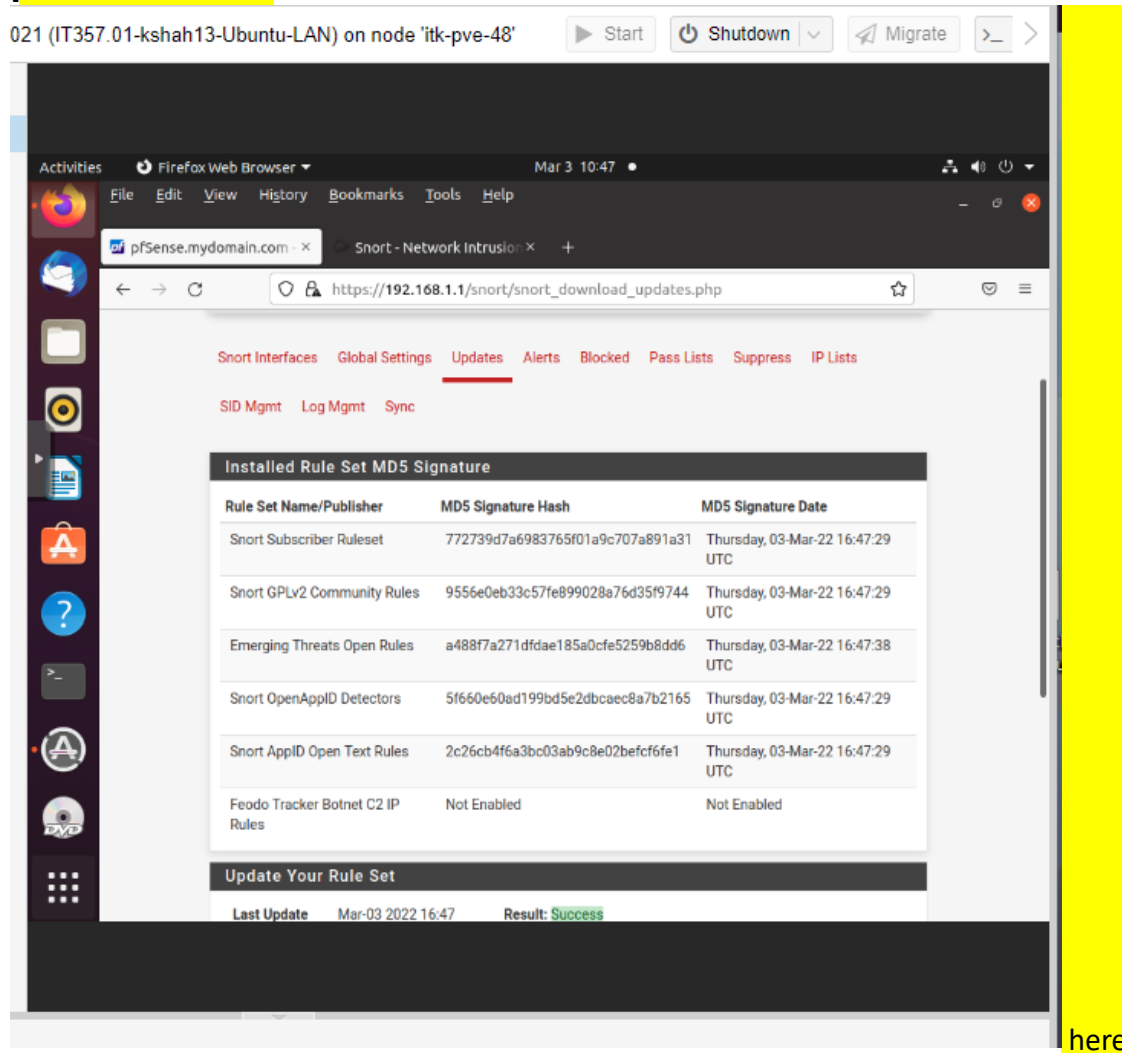 021 (IT357.01-kshah13-Ubuntu-LAN) on node 'itk-pve-48' Start Shutdown Migrate >_
Activities Firefox Web Browser Mar 3 10:47
File Edit View History Bookmarks Tools Help
pf pfSense.mydomain.com - × Snort - Network Intrusion × +
https://192.168.1.1/snort/snort_download_updates.php
Snort Interfaces Global Settings Updates Alerts Blocked Pass Lists Suppress IP Lists
SID Mgmt Log Mgmt Sync
Installed Rule Set MD5 Signature
Rule Set Name/Publisher MD5 Signature Hash MD5 Signature Date
Snort Subscriber Ruleset 772739d7a6983765f01a9c707a891a31 Thursday, 03-Mar-22 16:47:29
UTC
Snort GPLv2 Community Rules 9556e0eb33c57fe899028a76d35f9744 Thursday, 03-Mar-22 16:47:29
UTC
Emerging Threats Open Rules a488f7a271dfdae185a0cfe5259b8dd6 Thursday, 03-Mar-22 16:47:38
UTC
Snort OpenAppID Detectors 5f660e60ad199bd5e2dbcaec8a7b2165 Thursday, 03-Mar-22 16:47:29
UTC
Snort AppID Open Text Rules 2c26cb4f6a3bc03ab9c8e02befcf6fe1 Thursday, 03-Mar-22 16:47:29
UTC
Feodo Tracker Botnet C2 IP Not Enabled Not Enabled
Rules
DVD
Update Your Rule Set
Last Update Mar-03 2022 16:47 Result: Success
here